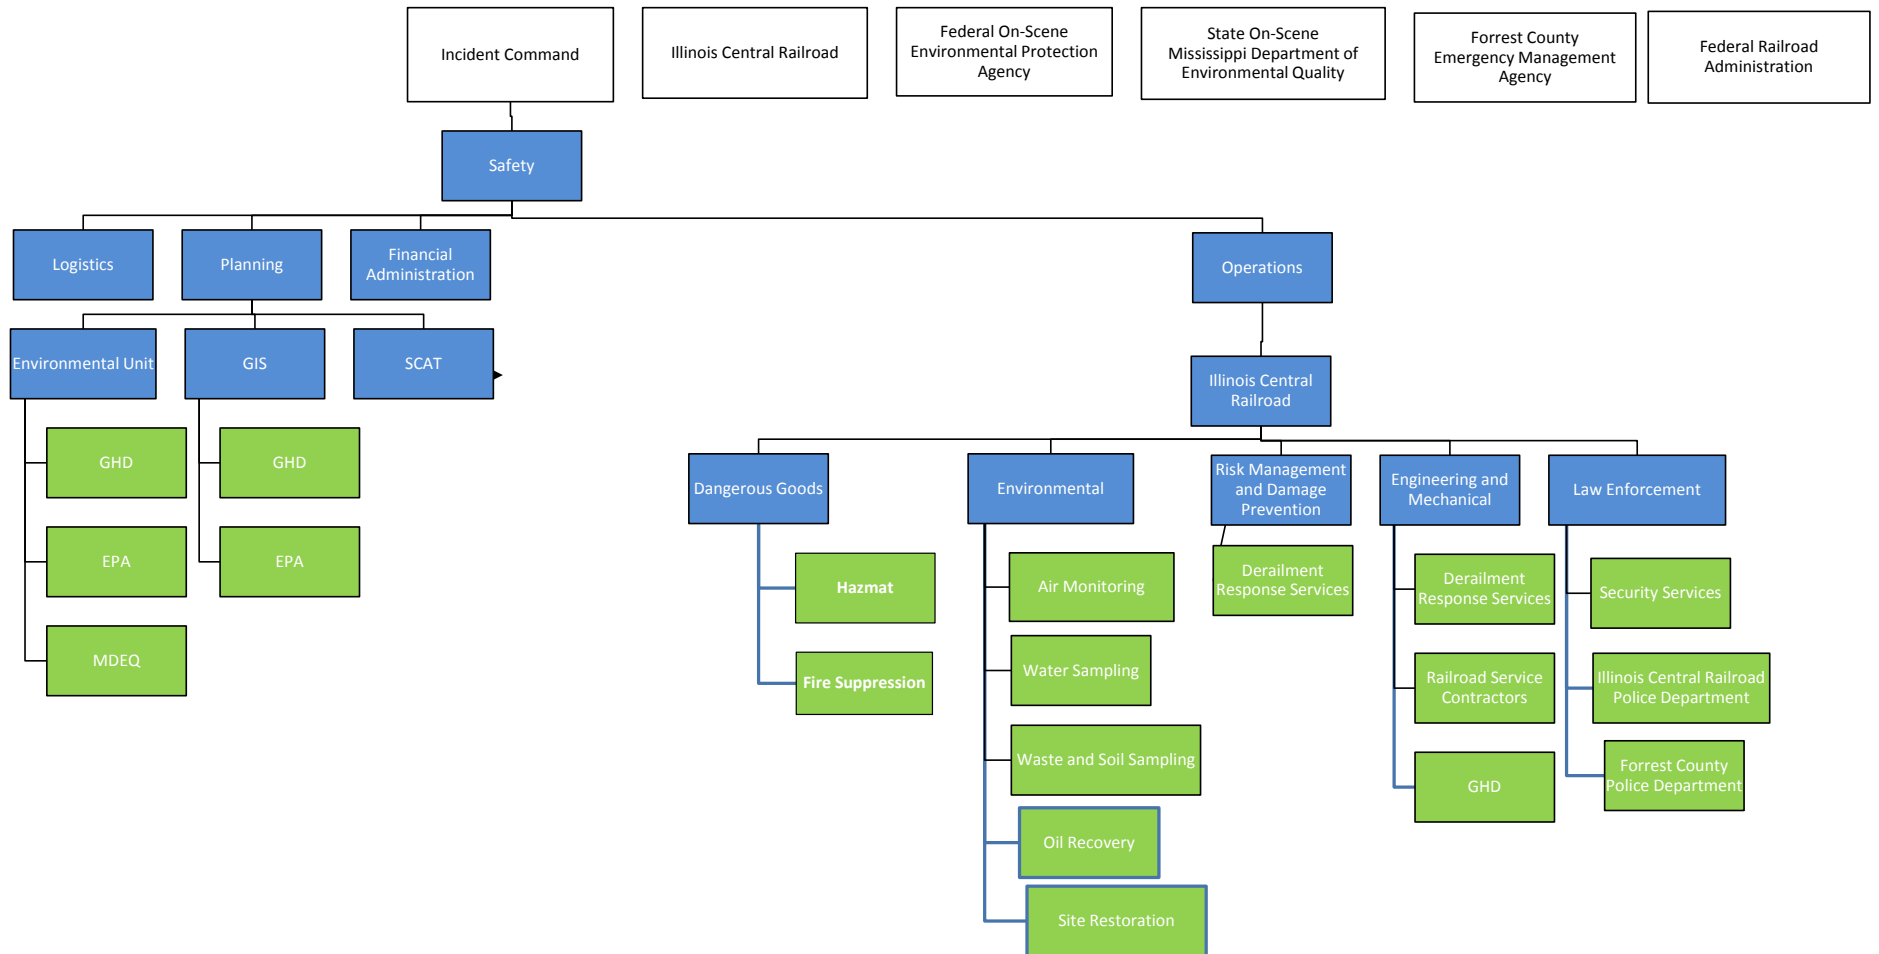 Incident Command
Illinois Central Railroad
Federal On-Scene
Environmental Protection
Agency
State On-Scene
Mississippi Department of
Environmental Quality
Forrest County
Emergency Management
Agency
Federal Railroad
Administration
Safety
Logistics
Planning
Financial
Administration
Operations
Environmental Unit
GIS
SCAT
Illinois Central
Railroad
GHD
GHD
EPA
EPA
MDEQ
Dangerous Goods
Environmental
Risk Management
and Damage
Prevention
Engineering and
Mechanical
Law Enforcement
Hazmat
Fire Suppression
Air Monitoring
Water Sampling
Waste and Soil Sampling
Oil Recovery
Site Restoration
Derailment
Response Services
Derailment
Response Services
Railroad Service
Contractors
GHD
Security Services
Illinois Central Railroad
Police Department
Forrest County
Police Department